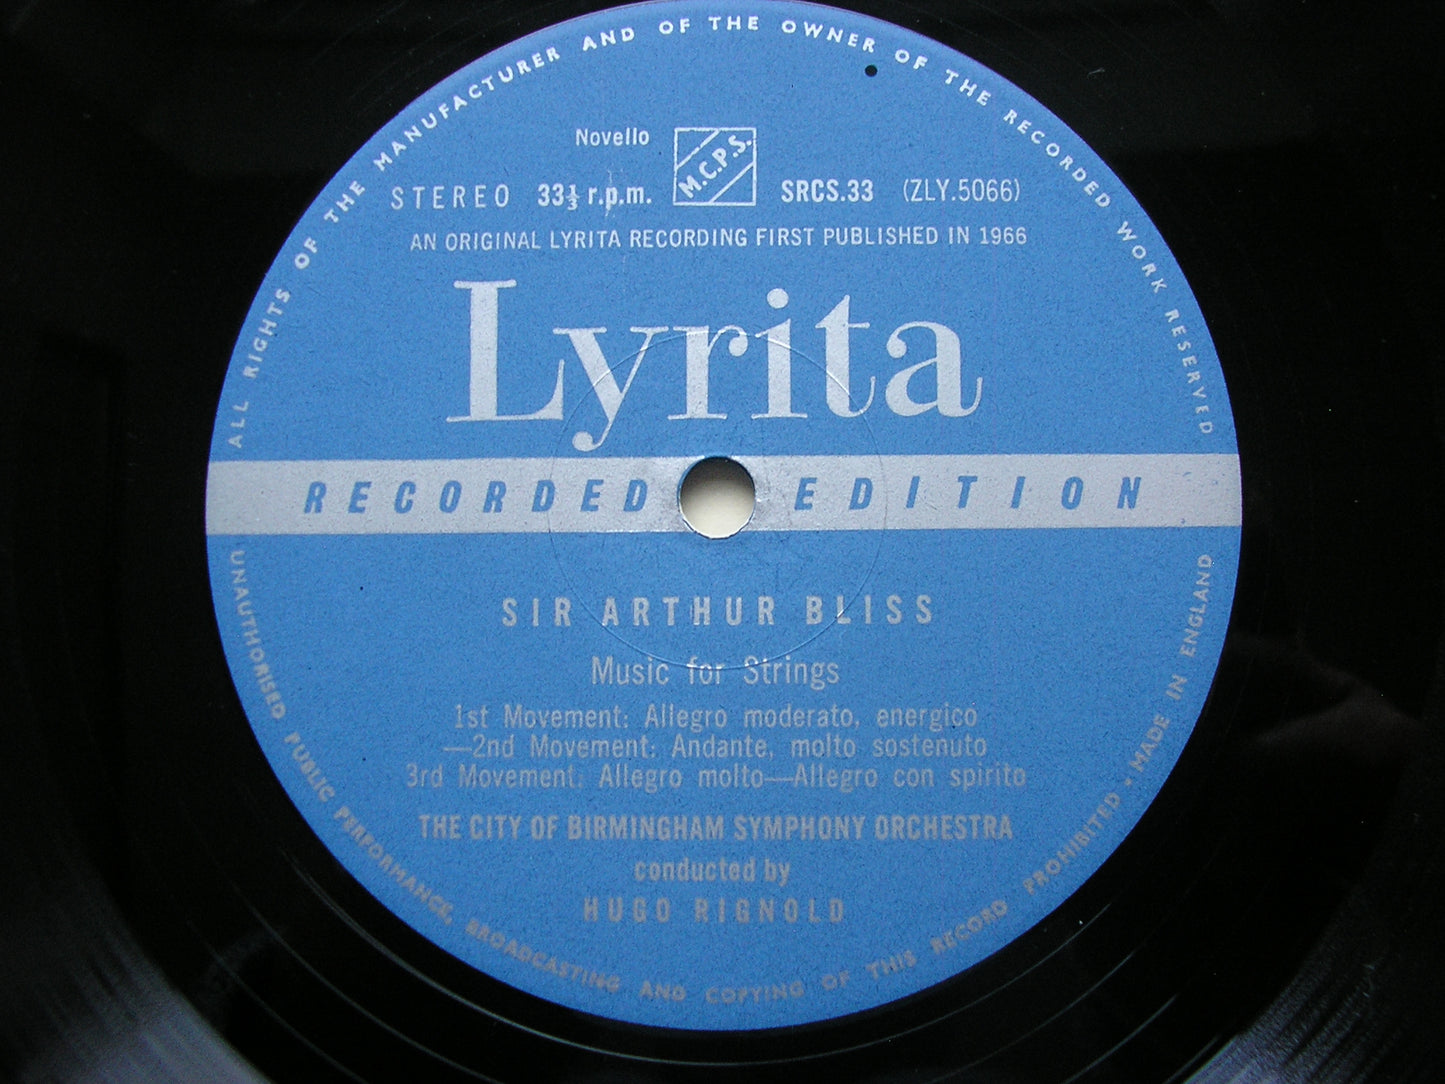 ALL RIGHTS OF THE MANUFACTURER AND OF THE OWNER OF THE RECORDED WORK RESERVED
Novello
M.C.P.S.
STEREO 33⅓ r.p.m. SRCS.33 (ZLY.5066)
AN ORIGINAL LYRITA RECORDING FIRST PUBLISHED IN 1966
Lyrita
RECORDED EDITION
SIR ARTHUR BLISS
Music for Strings
1st Movement: Allegro moderato, energico
—2nd Movement: Andante, molto sostenuto
3rd Movement: Allegro molto—Allegro con spirito
THE CITY OF BIRMINGHAM SYMPHONY ORCHESTRA
conducted by
HUGO RIGNOLD
UNAUTHORISED PUBLIC PERFORMANCE, BROADCASTING AND COPYING OF THIS RECORD PROHIBITED • MADE IN ENGLAND